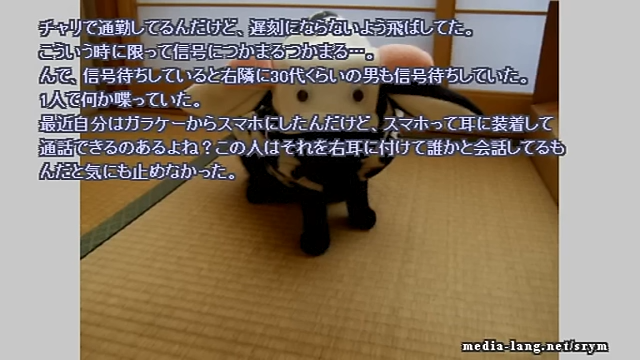 チャリで通勤してるんだけど、遅刻にならないよう飛ばしてた。
こういう時に限って信号につかまるつかまる…。
んで、信号待ちしていると右隣に30代くらいの男も信号待ちしていた。
1人で何か喋っていた。
最近自分はガラケーからスマホにしたんだけど、スマホって耳に装着して
通話できるのあるよね？この人はそれを右耳に付けて誰かと会話してるも
んだと気にも止めなかった。
media-lang.net/srym